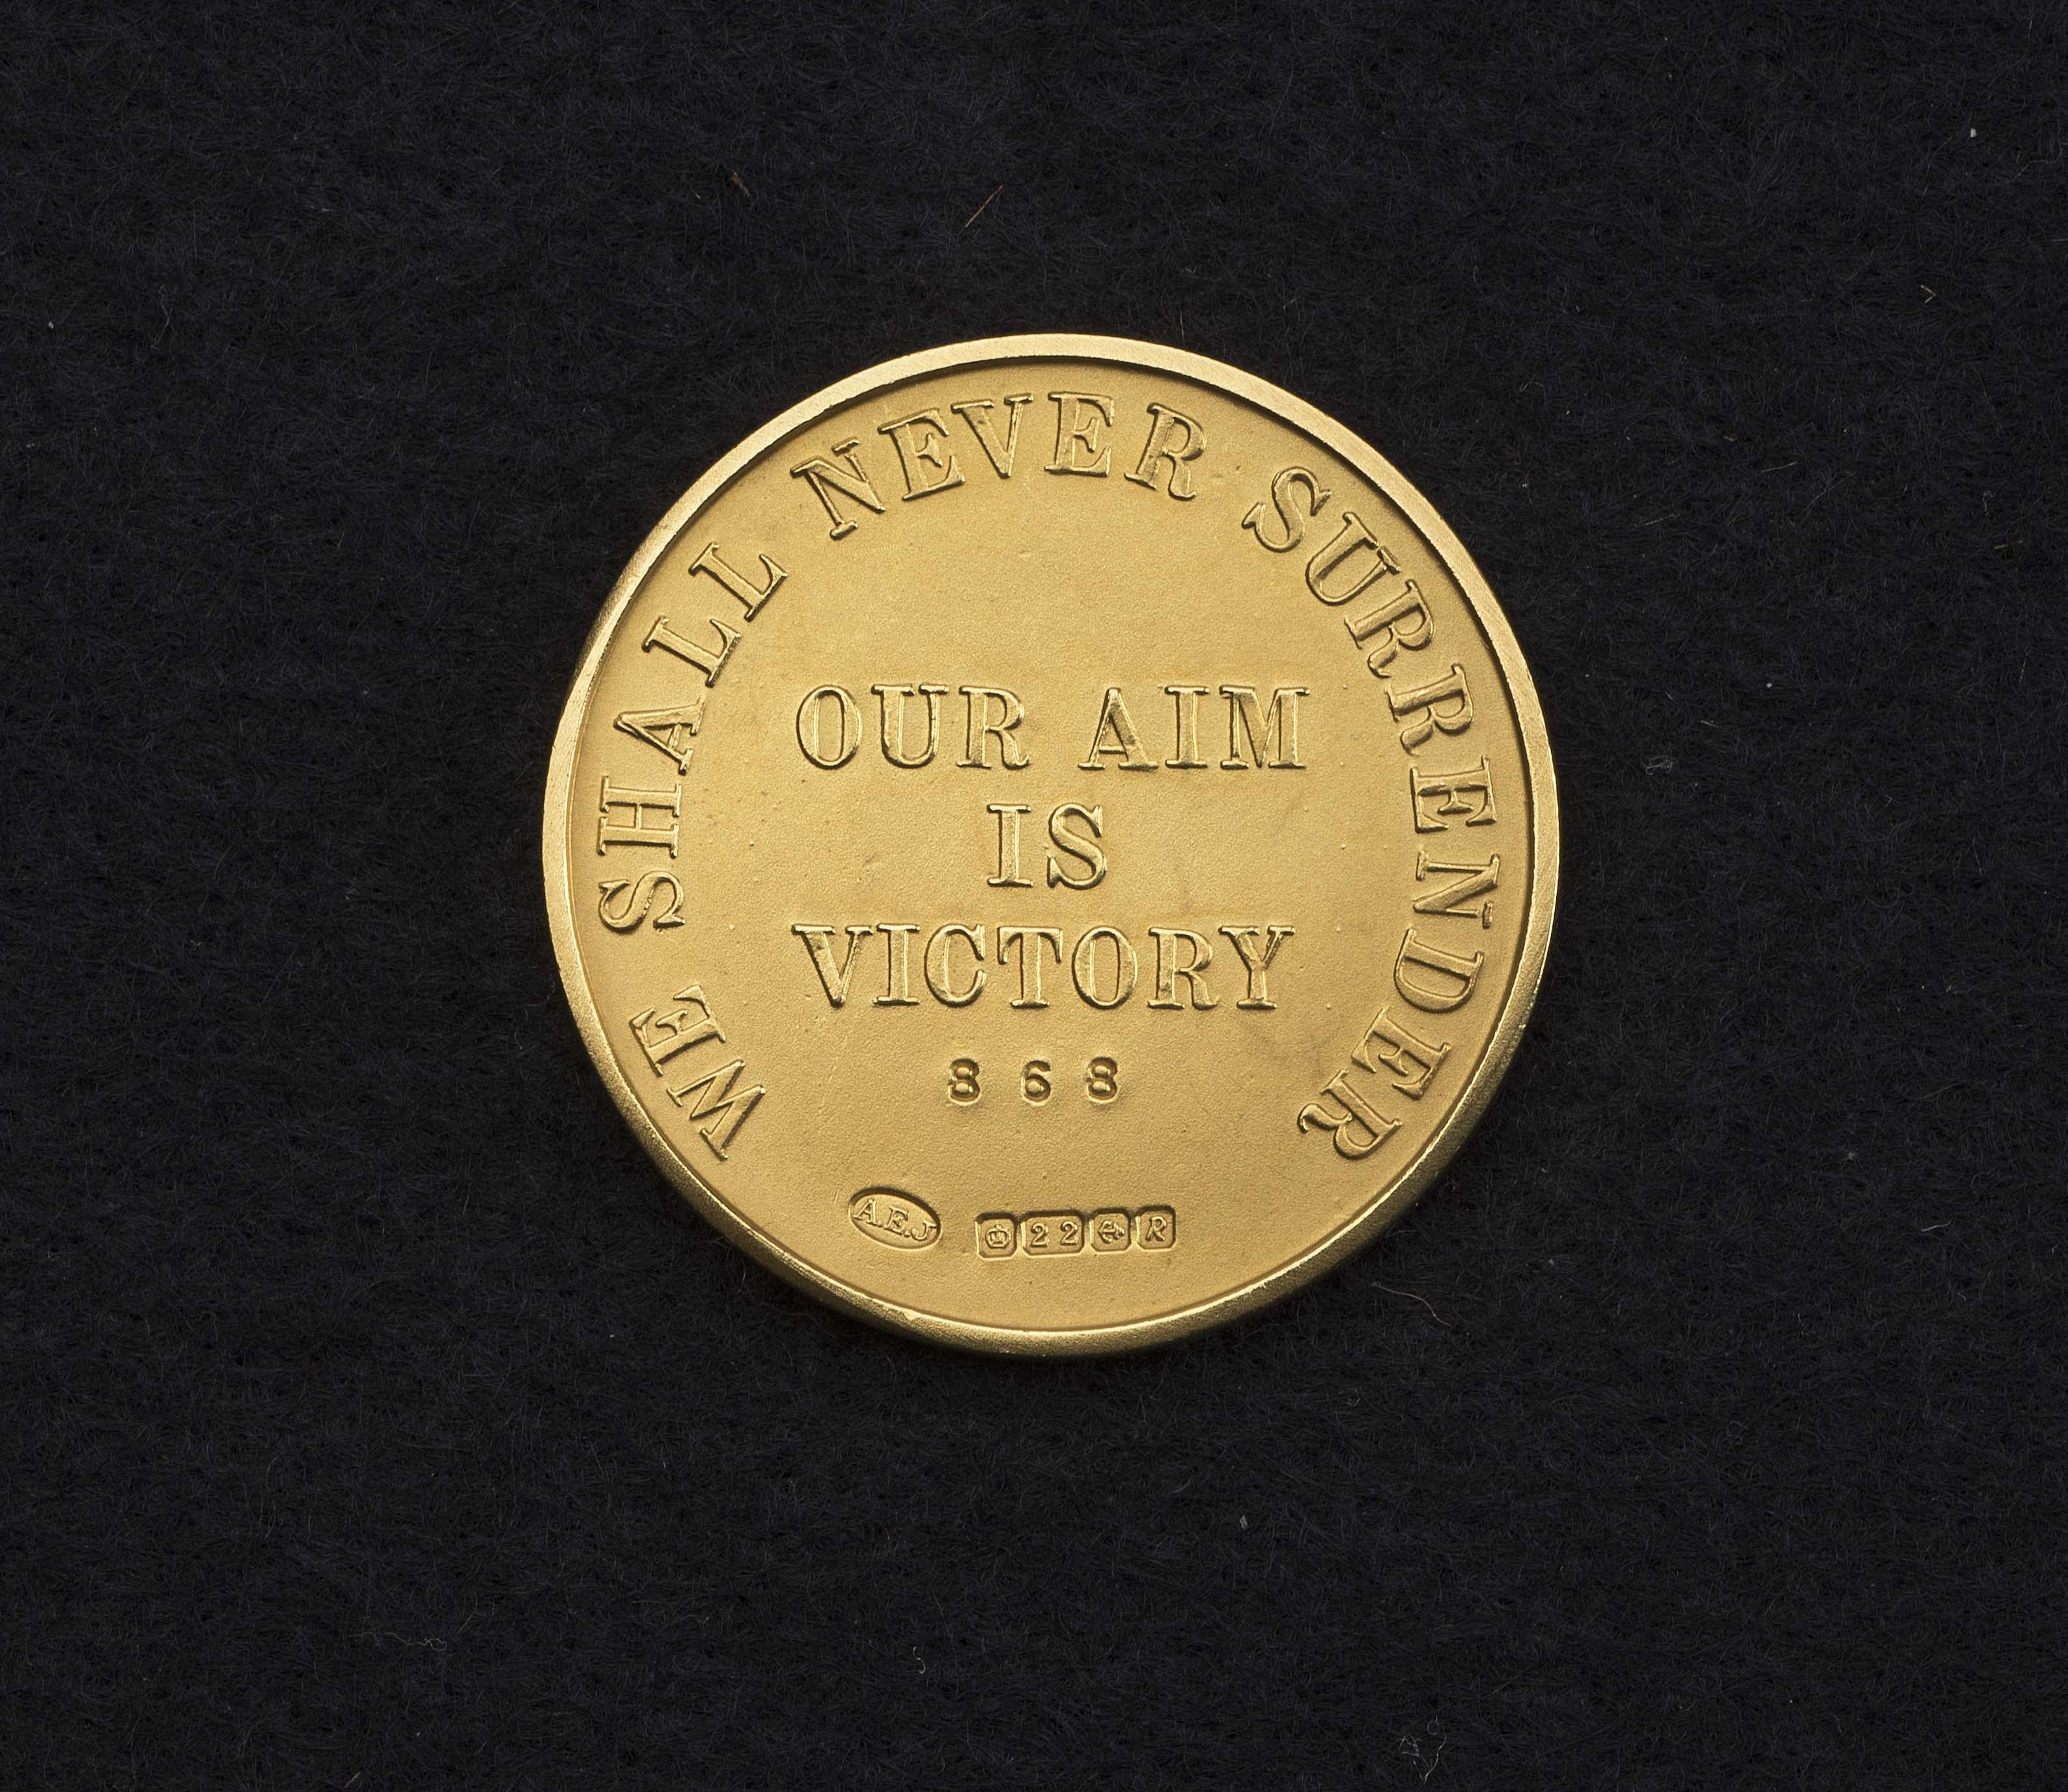 WE SHALL NEVER SURRENDER
OUR AIM
IS
VICTORY
868
A.E.J 22 R